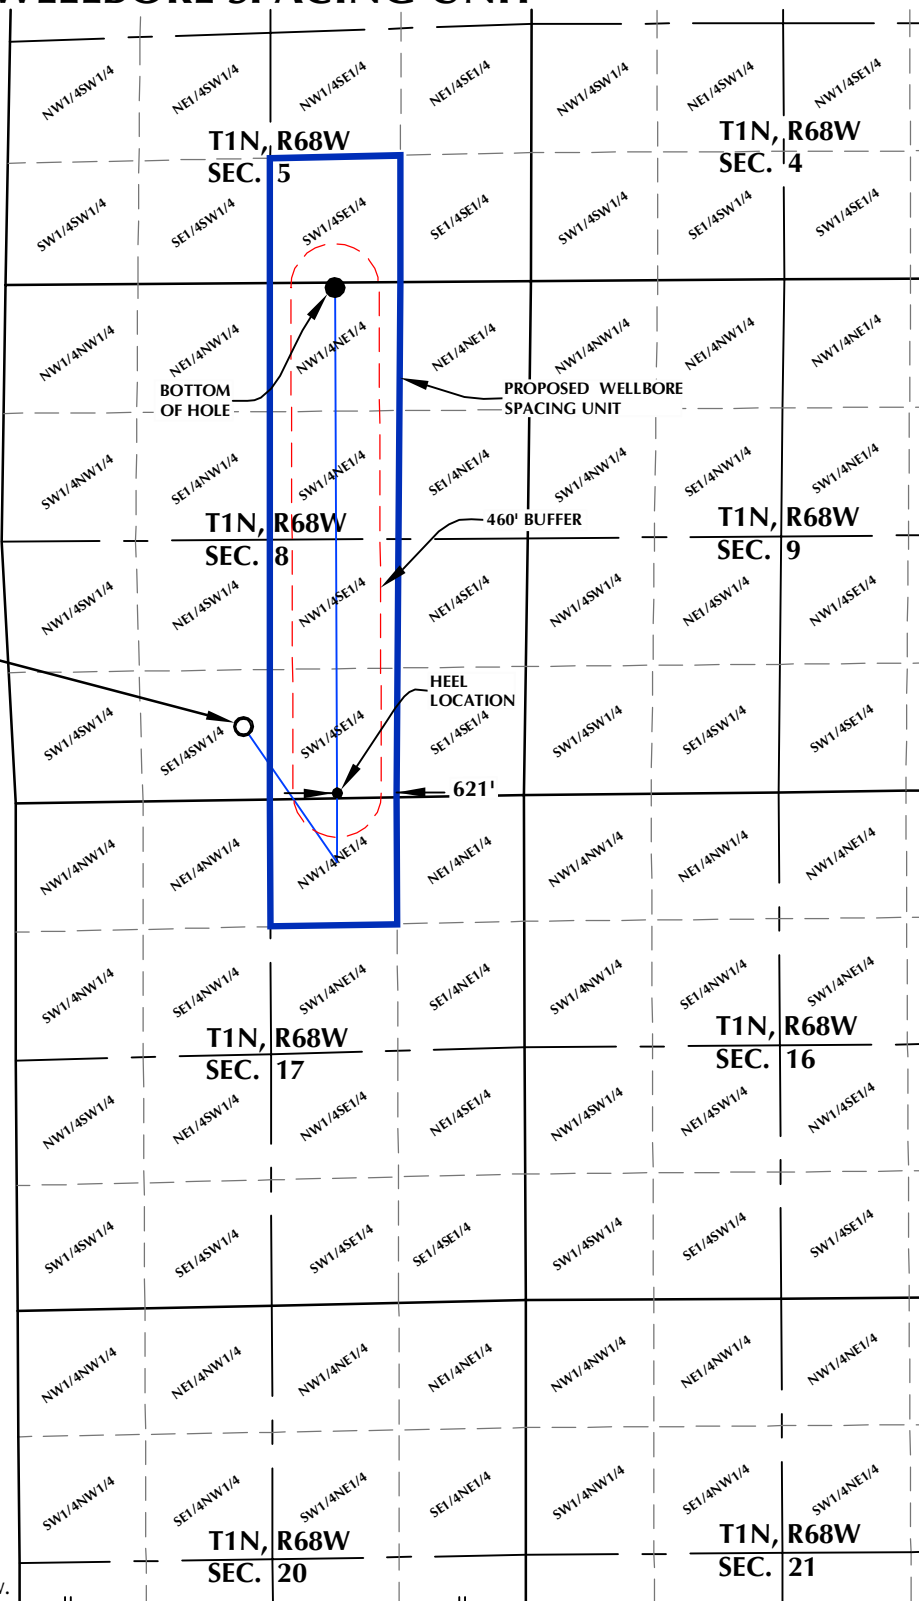 NW1/4SW1/4 NE1/4SW1/4 NW1/4SE1/4 NE1/4SE1/4 NW1/4SW1/4 NE1/4SW1/4 NW1/4SE1/4
T1N, R68W
SEC. 5
T1N, R68W
SEC. 4
SW1/4SW1/4 SE1/4SW1/4 SW1/4SE1/4 SE1/4SE1/4 SW1/4SW1/4 SE1/4SW1/4 SW1/4SE1/4
NW1/4NW1/4 NE1/4NW1/4 NW1/4NE1/4 NE1/4NE1/4 NW1/4NW1/4 NE1/4NW1/4 NW1/4NE1/4
BOTTOM
OF HOLE
PROPOSED WELLBORE
SPACING UNIT
SW1/4NW1/4 SE1/4NW1/4 SW1/4NE1/4 SE1/4NE1/4 SW1/4NW1/4 SE1/4NW1/4 SW1/4NE1/4
460' BUFFER
T1N, R68W
SEC. 8
T1N, R68W
SEC. 9
NW1/4SW1/4 NE1/4SW1/4 NW1/4SE1/4 NE1/4SE1/4 NW1/4SW1/4 NE1/4SW1/4 NW1/4SE1/4
HEEL
LOCATION
SW1/4SW1/4 SE1/4SW1/4 SW1/4SE1/4 SE1/4SE1/4 SW1/4SW1/4 SE1/4SW1/4 SW1/4SE1/4
621'
NW1/4NW1/4 NE1/4NW1/4 NW1/4NE1/4 NE1/4NE1/4 NW1/4NW1/4 NE1/4NW1/4 NW1/4NE1/4
SW1/4NW1/4 SE1/4NW1/4 SW1/4NE1/4 SE1/4NE1/4 SW1/4NW1/4 SE1/4NW1/4 SW1/4NE1/4
T1N, R68W
SEC. 17
T1N, R68W
SEC. 16
NW1/4SW1/4 NE1/4SW1/4 NW1/4SE1/4 NE1/4SE1/4 NW1/4SW1/4 NE1/4SW1/4 NW1/4SE1/4
SW1/4SW1/4 SE1/4SW1/4 SW1/4SE1/4 SE1/4SE1/4 SW1/4SW1/4 SE1/4SW1/4 SW1/4SE1/4
NW1/4NW1/4 NE1/4NW1/4 NW1/4NE1/4 NE1/4NE1/4 NW1/4NW1/4 NE1/4NW1/4 NW1/4NE1/4
SW1/4NW1/4 SE1/4NW1/4 SW1/4NE1/4 SE1/4NE1/4 SW1/4NW1/4 SE1/4NW1/4 SW1/4NE1/4
T1N, R68W
SEC. 20
T1N, R68W
SEC. 21